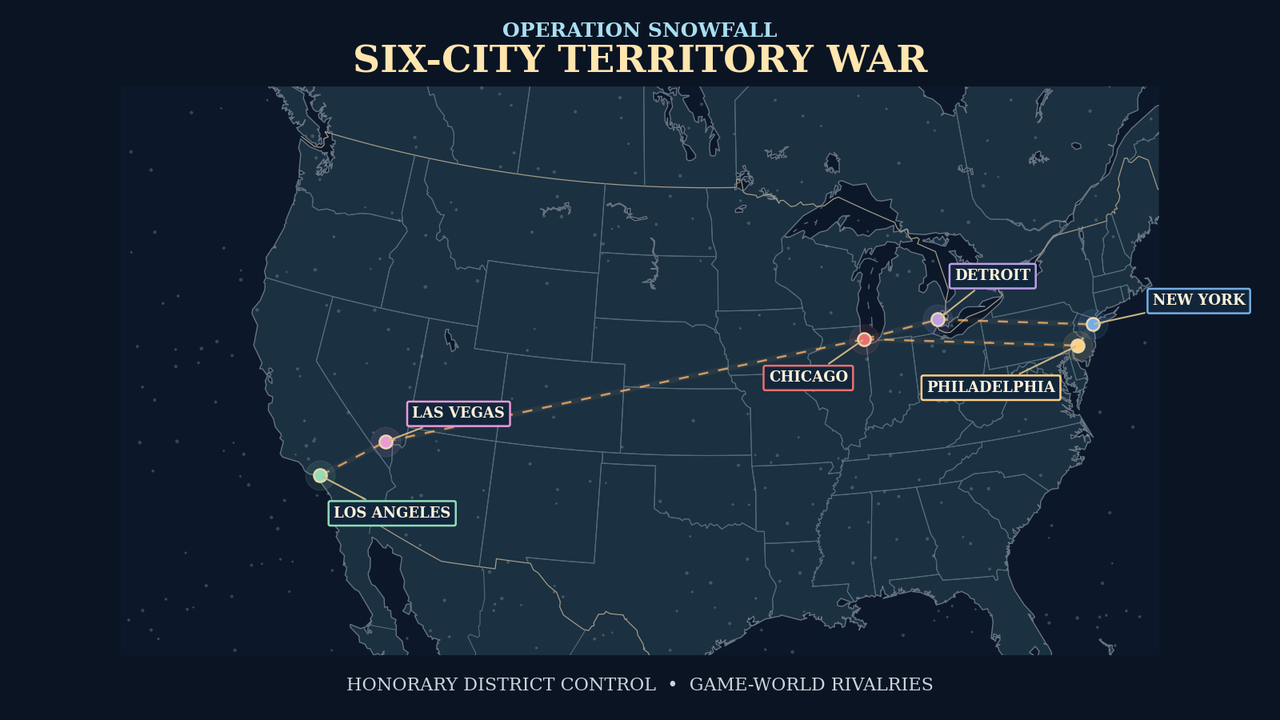 OPERATION SNOWFALL
SIX-CITY TERRITORY WAR
DETROIT
NEW YORK
CHICAGO
PHILADELPHIA
LAS VEGAS
LOS ANGELES
HONORARY DISTRICT CONTROL • GAME-WORLD RIVALRIES